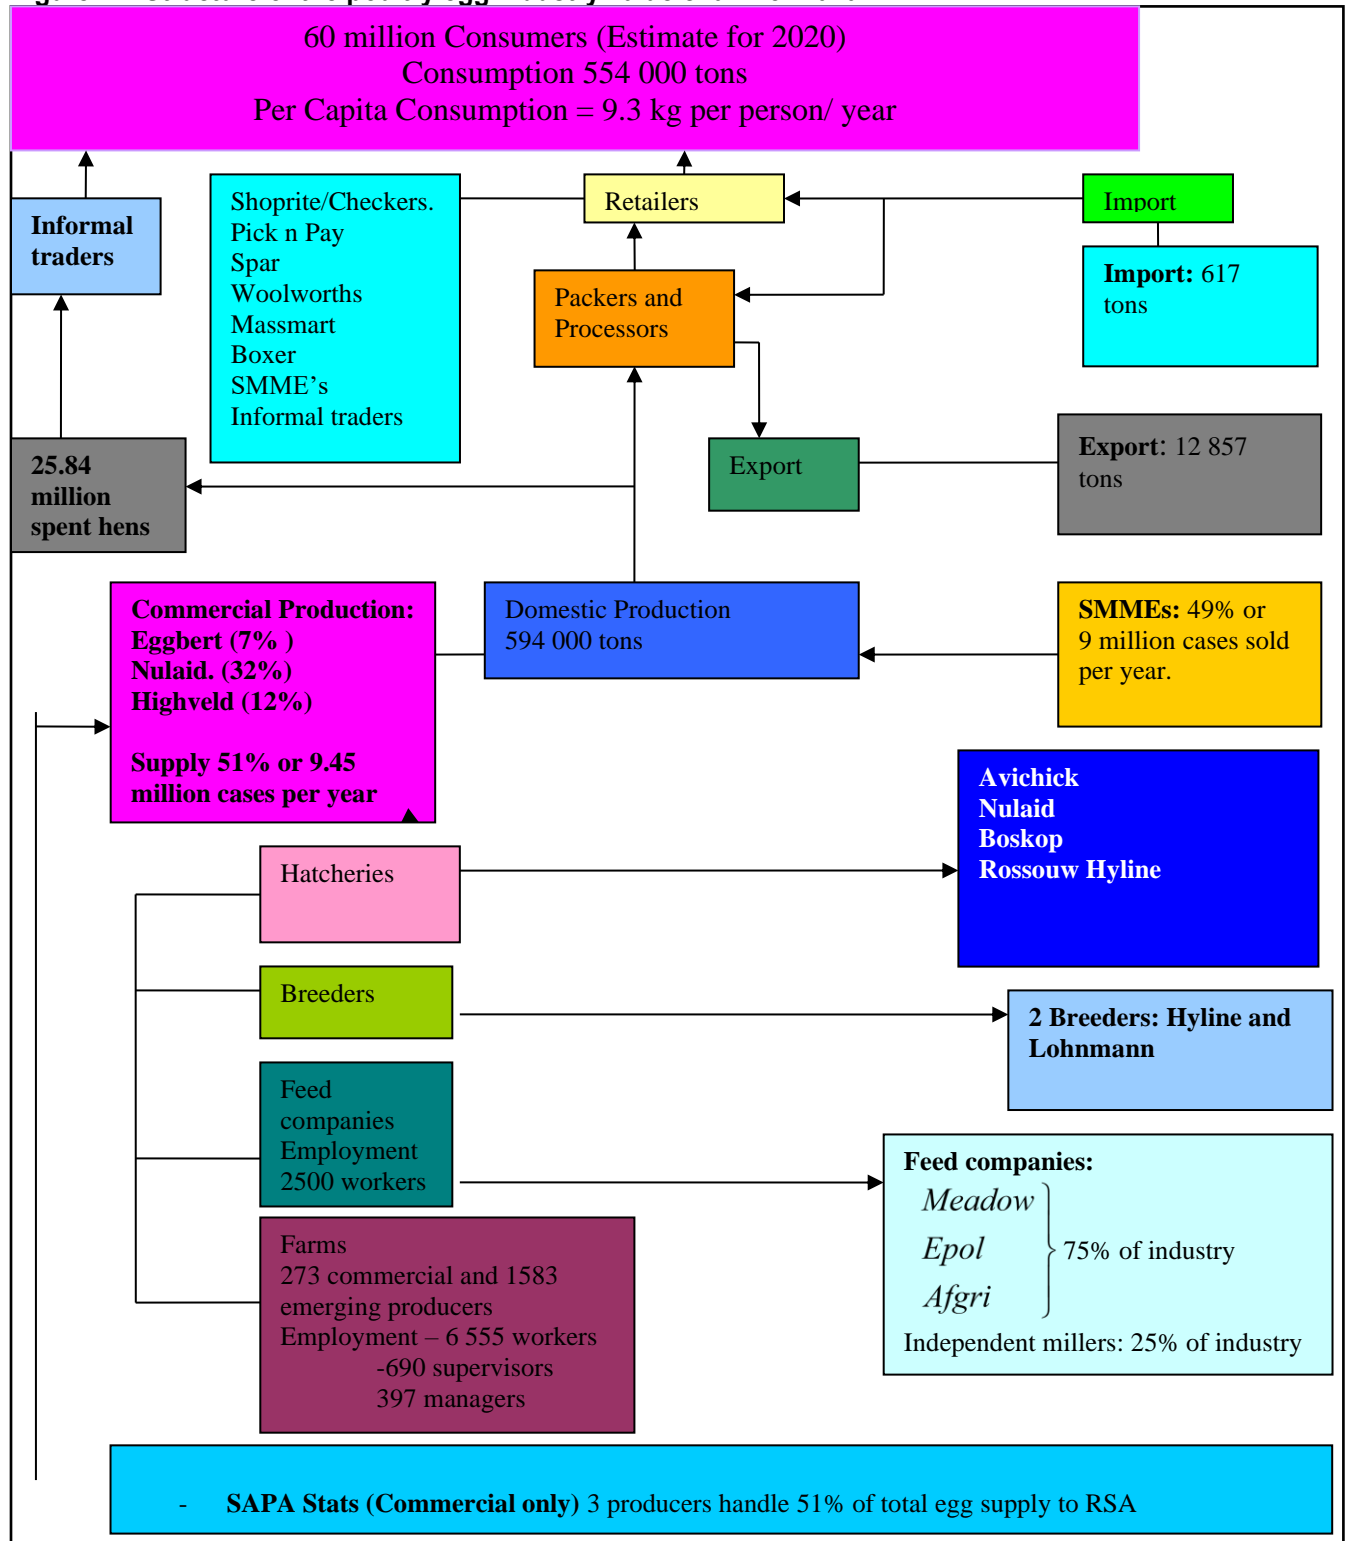 60 million Consumers (Estimate for 2020)
Consumption 554 000 tons
Per Capita Consumption = 9.3 kg per person/ year
Informal
traders
Shoprite/Checkers.
Pick n Pay
Spar
Woolworths
Massmart
Boxer
SMME’s
Informal traders
Retailers
Import
Packers and
Processors
Import: 617
tons
25.84
million
spent hens
Export
Export: 12 857
tons
Commercial Production:
Eggbert (7% )
Nulaid. (32%)
Highveld (12%)
Supply 51% or 9.45
million cases per year
Domestic Production
594 000 tons
SMMEs: 49% or
9 million cases sold
per year.
Hatcheries
Avichick
Nulaid
Boskop
Rossouw Hyline
Breeders
2 Breeders: Hyline and
Lohnmann
Feed
companies
Employment
2500 workers
Feed companies:
Meadow
Epol
Afgri
75% of industry
Independent millers: 25% of industry
Farms
273 commercial and 1583
emerging producers
Employment – 6 555 workers
-690 supervisors
397 managers
- SAPA Stats (Commercial only) 3 producers handle 51% of total egg supply to RSA